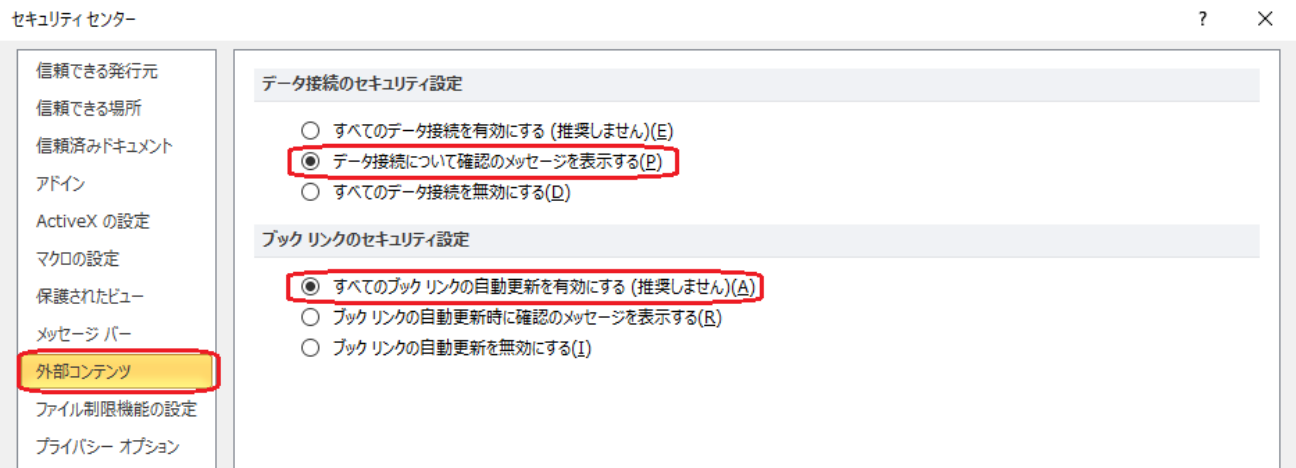 セキュリティ センター
?
信頼できる発行元
信頼できる場所
信頼済みドキュメント
アドイン
ActiveX の設定
マクロの設定
保護されたビュー
メッセージ バー
外部コンテンツ
ファイル制限機能の設定
プライバシー オプション
データ接続のセキュリティ設定
すべてのデータ接続を有効にする (推奨しません)(E)
データ接続について確認のメッセージを表示する(P)
すべてのデータ接続を無効にする(D)
ブック リンクのセキュリティ設定
すべてのブック リンクの自動更新を有効にする (推奨しません)(A)
ブック リンクの自動更新時に確認のメッセージを表示する(R)
ブック リンクの自動更新を無効にする(I)